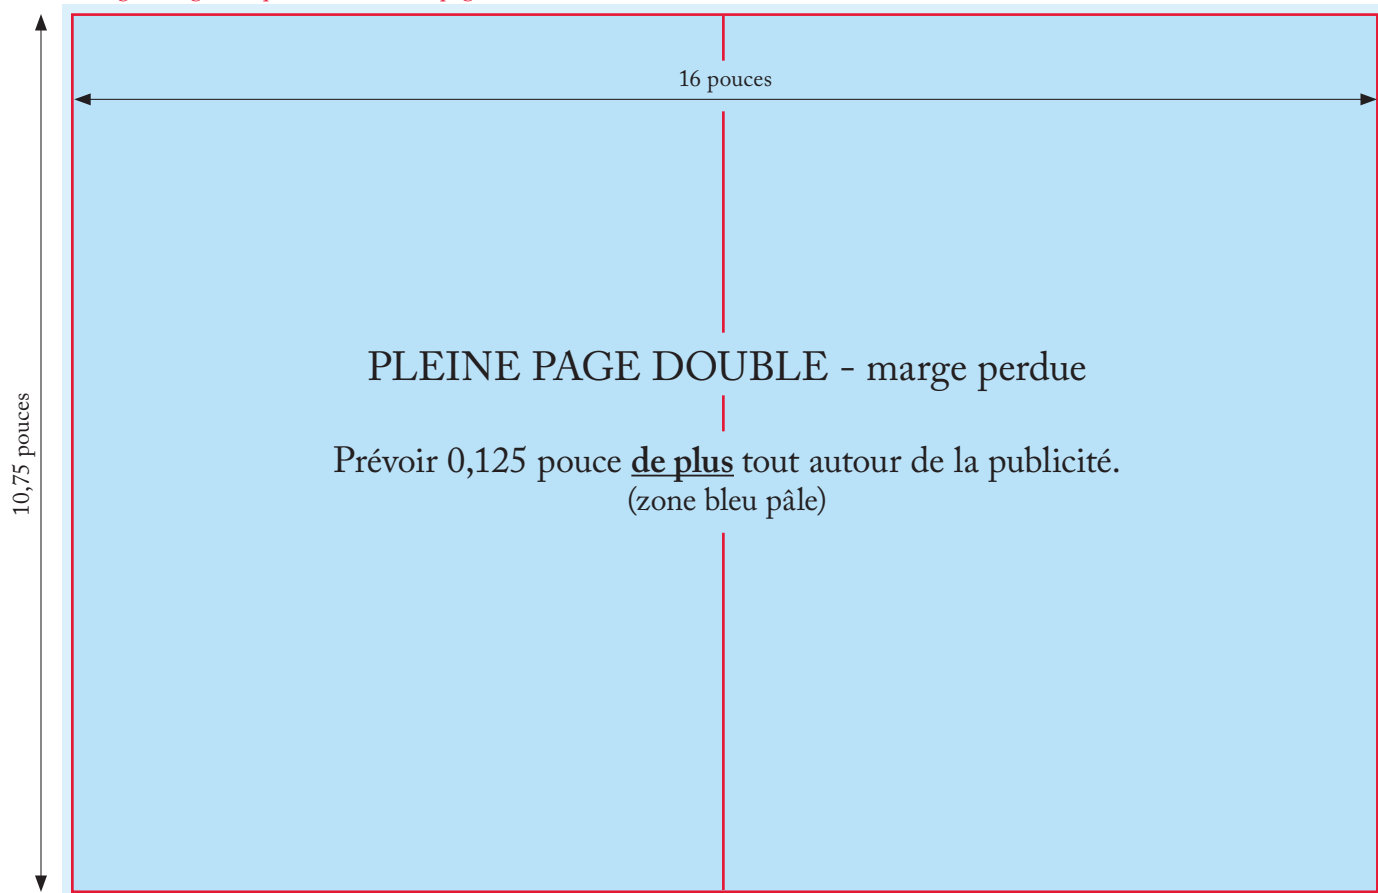 16 pouces
10,75 pouces
PLEINE PAGE DOUBLE - marge perdue
Prévoir 0,125 pouce de plus tout autour de la publicité.
(zone bleu pâle)